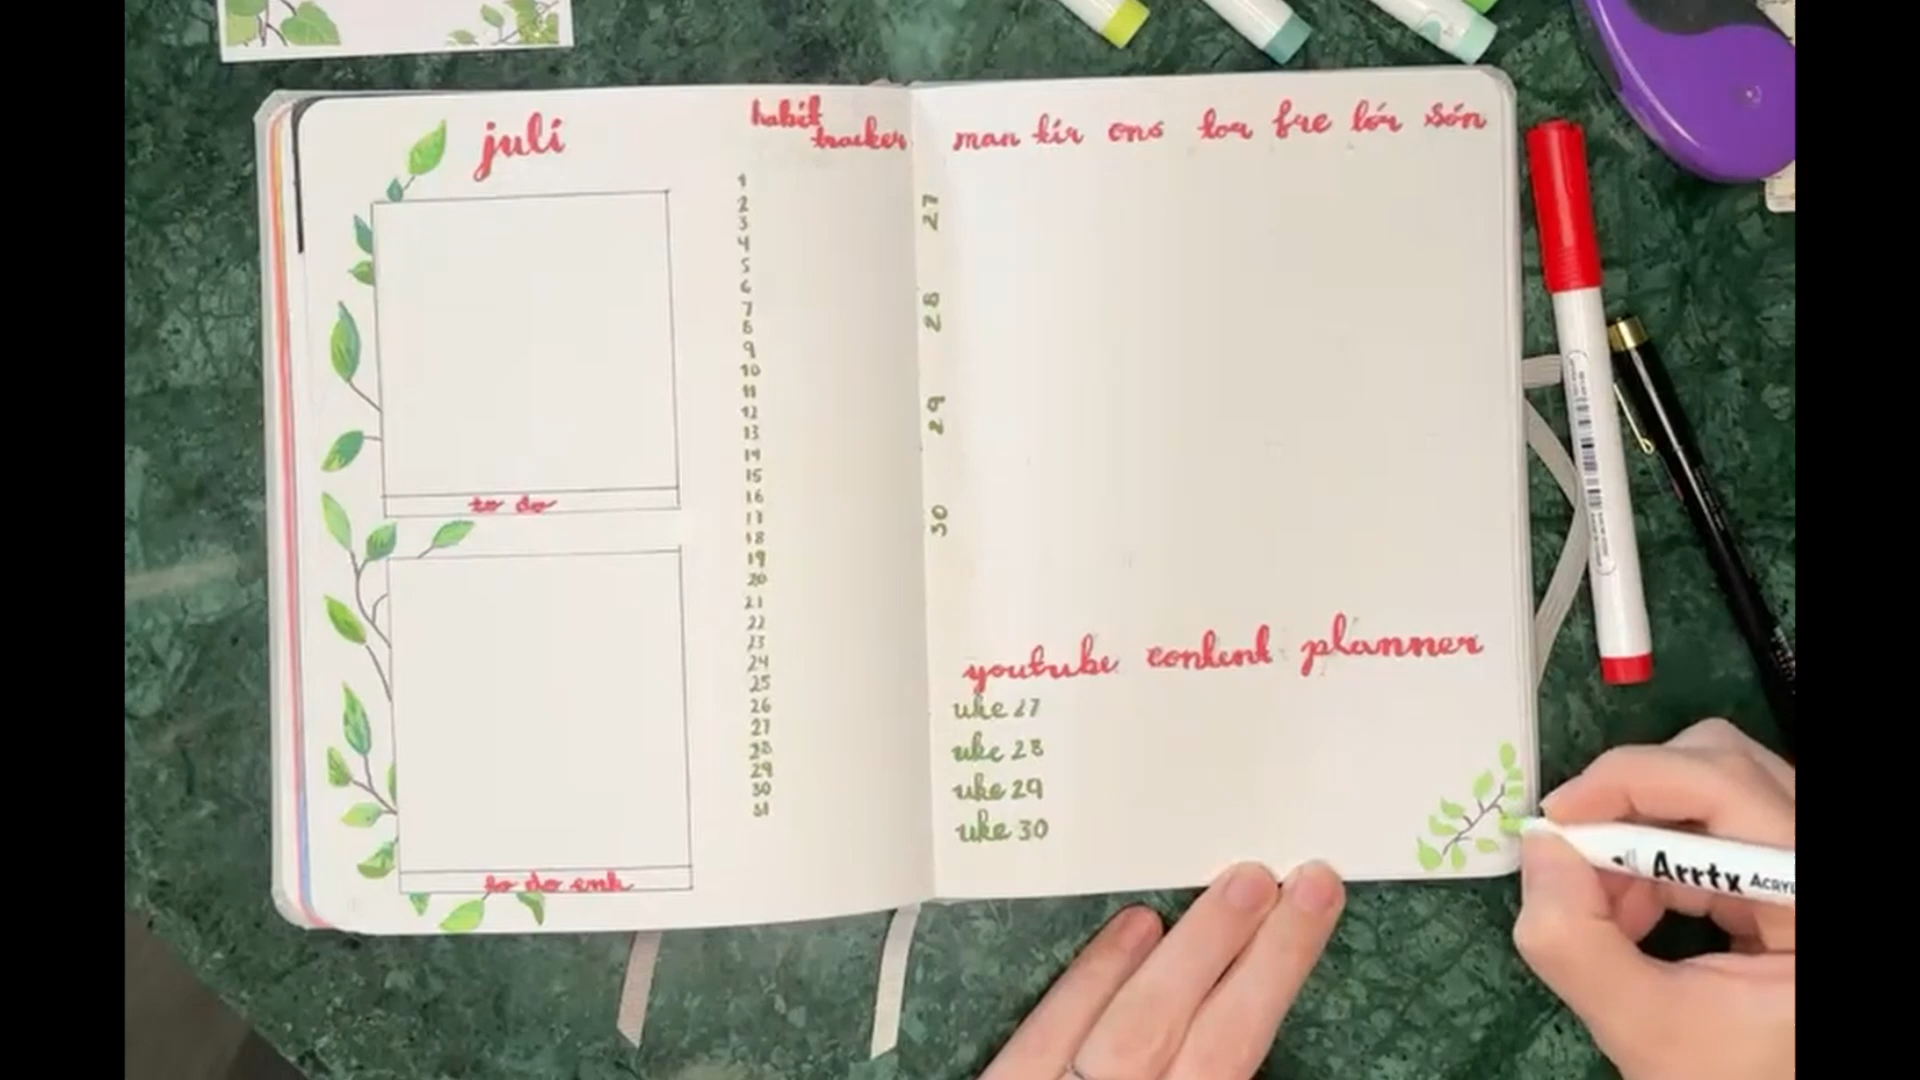 juli
to do
to do enk
habit
tracker
1
2
3
4
5
6
7
8
9
10
11
12
13
14
15
16
17
18
19
20
21
22
23
24
25
26
27
28
29
30
31
man tir ons tor fre lör sön
27
28
29
30
youtube content planner
uke 27
uke 28
uke 29
uke 30
Arrtx ACRYL